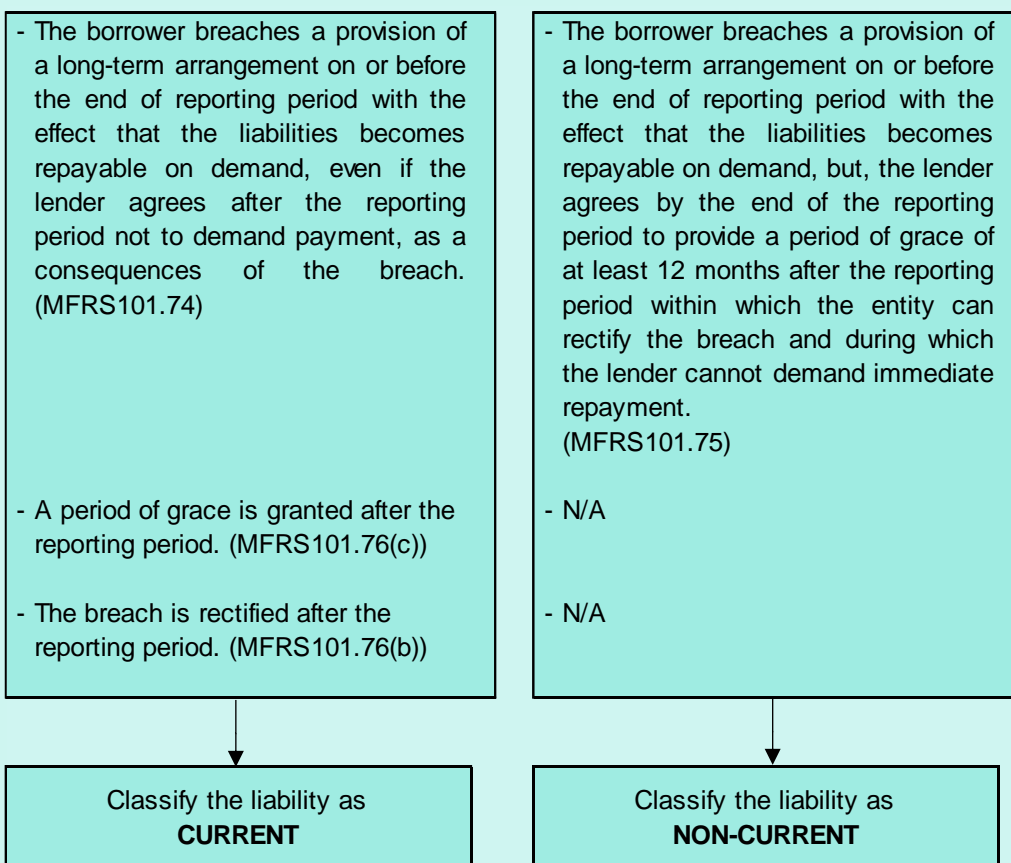 - The borrower breaches a provision of
a long-term arrangement on or before
the end of reporting period with the
effect that the liabilities becomes
repayable on demand, even if the
lender agrees after the reporting
period not to demand payment, as a
consequences of the breach.
(MFRS101.74)
- A period of grace is granted after the
reporting period. (MFRS101.76(c))
- The breach is rectified after the
reporting period. (MFRS101.76(b))
Classify the liability as
CURRENT
- The borrower breaches a provision of
a long-term arrangement on or before
the end of reporting period with the
effect that the liabilities becomes
repayable on demand, but, the lender
agrees by the end of the reporting
period to provide a period of grace of
at least 12 months after the reporting
period within which the entity can
rectify the breach and during which
the lender cannot demand immediate
repayment.
(MFRS101.75)
- N/A
- N/A
Classify the liability as
NON-CURRENT